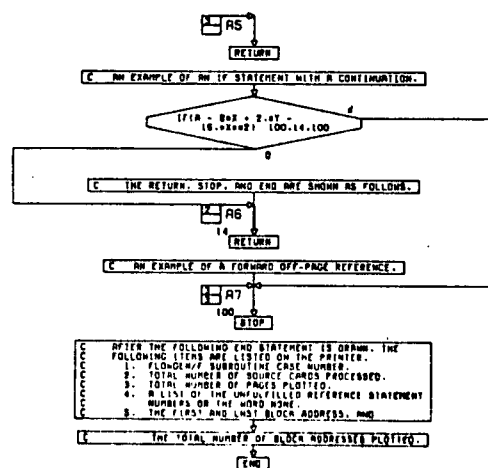 A5
RETURN
C AN EXAMPLE OF AN IF STATEMENT WITH A CONTINUATION.
IF(A - B*X + 2.*Y -
16.*X**2) 100,14,100
0
C THE RETURN, STOP, AND END ARE SHOWN AS FOLLOWS.
2
A6
14
RETURN
C AN EXAMPLE OF A FORWARD OFF-PAGE REFERENCE.
A7
100
STOP
C AFTER THE FOLLOWING END STATEMENT IS DRAWN, THE
C FOLLOWING ITEMS ARE LISTED ON THE PRINTER.
C 1. FLOWGEN/F SUBROUTINE CASE NUMBER.
C 2. TOTAL NUMBER OF SOURCE CARDS PROCESSED.
C 3. TOTAL NUMBER OF PAGES PLOTTED.
C 4. A LIST OF THE UNFULFILLED REFERENCE STATEMENT
C NUMBERS OR THE WORD NONE.
C 5. THE FIRST AND LAST BLOCK ADDRESS, AND
C THE TOTAL NUMBER OF BLOCK ADDRESSES PLOTTED.
END